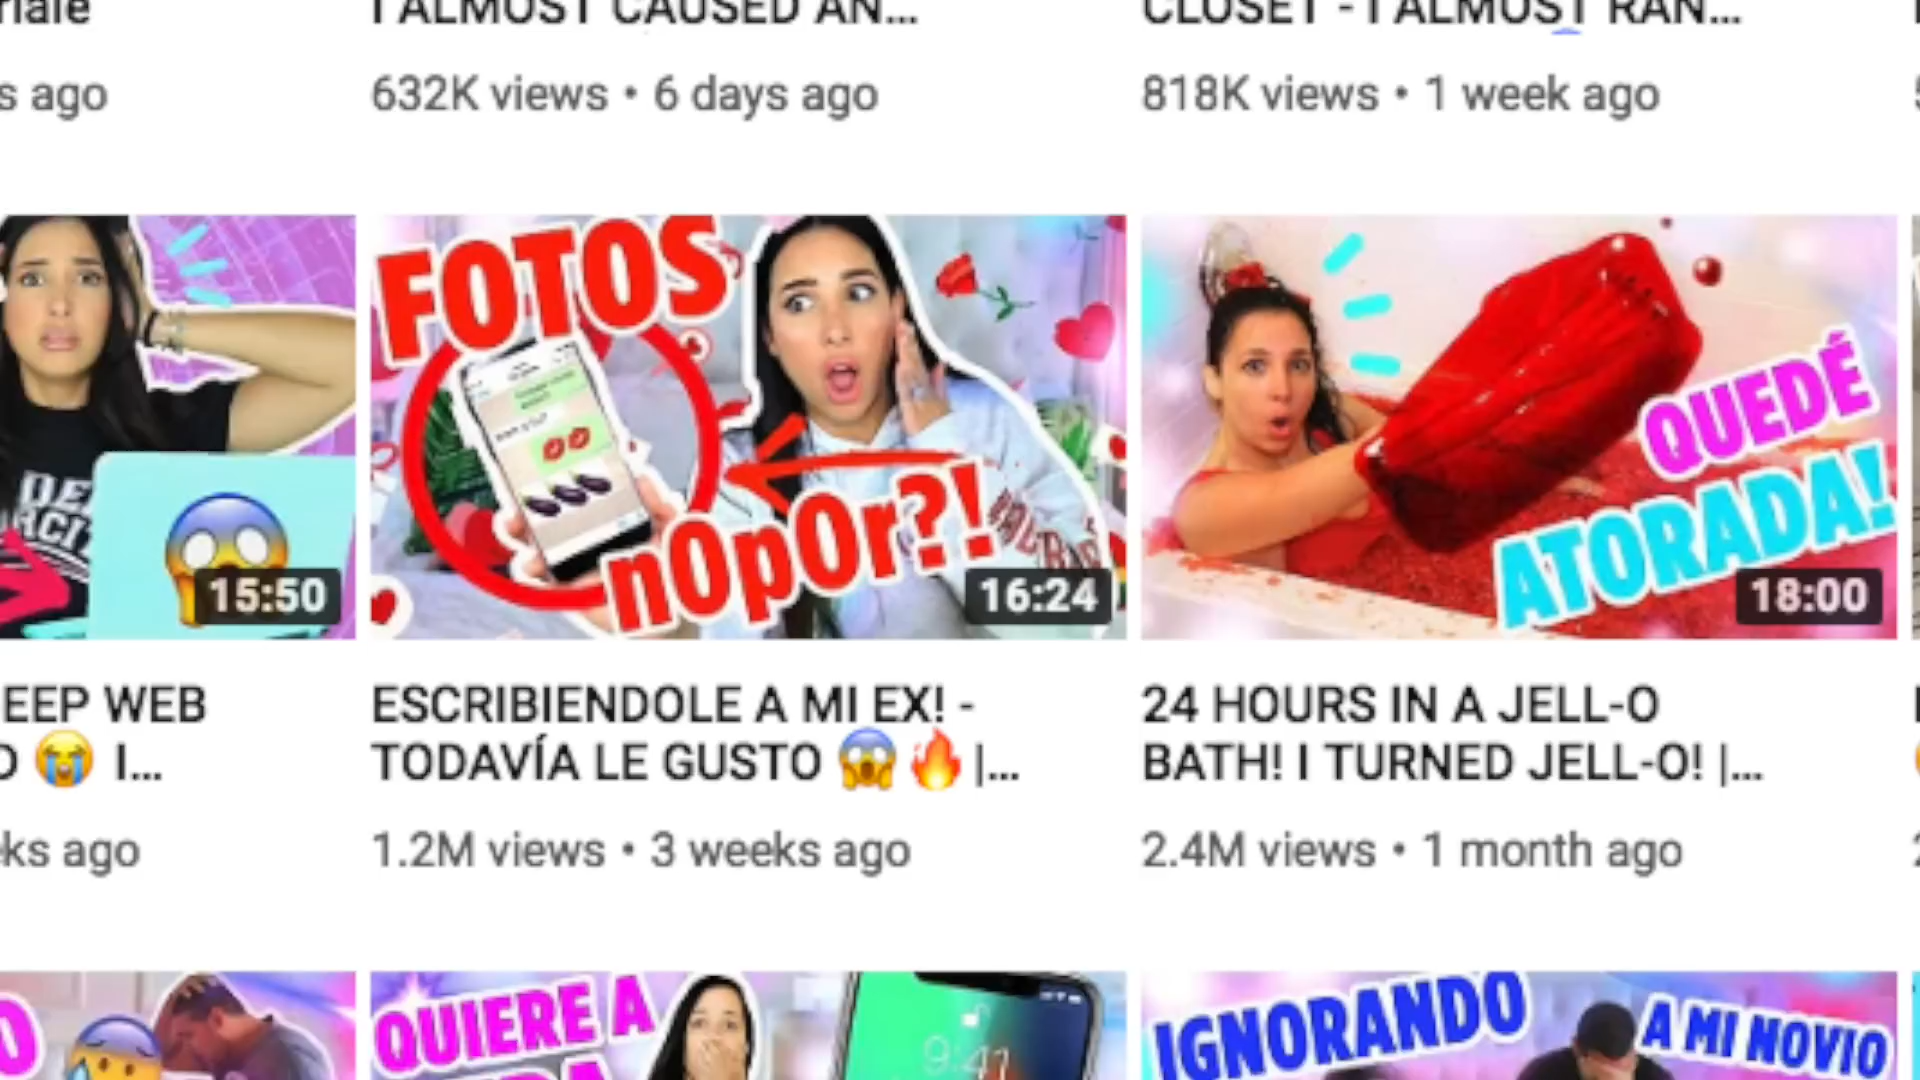 I ALMOST CAUSED AN...
CLOSET - I ALMOST RAN...
s ago
632K views • 6 days ago
818K views • 1 week ago
FOTOS
n0p0r?!
QUEDÉ
ATORADA!
15:50
16:24
18:00
EEP WEB
ESCRIBIENDOLE A MI EX! -
24 HOURS IN A JELL-O
O 😭 I...
TODAVÍA LE GUSTO 😱🔥 |...
BATH! I TURNED JELL-O! |...
ks ago
1.2M views • 3 weeks ago
2.4M views • 1 month ago
O
QUIERE A
9:41
IGNORANDO
A MI NOVIO